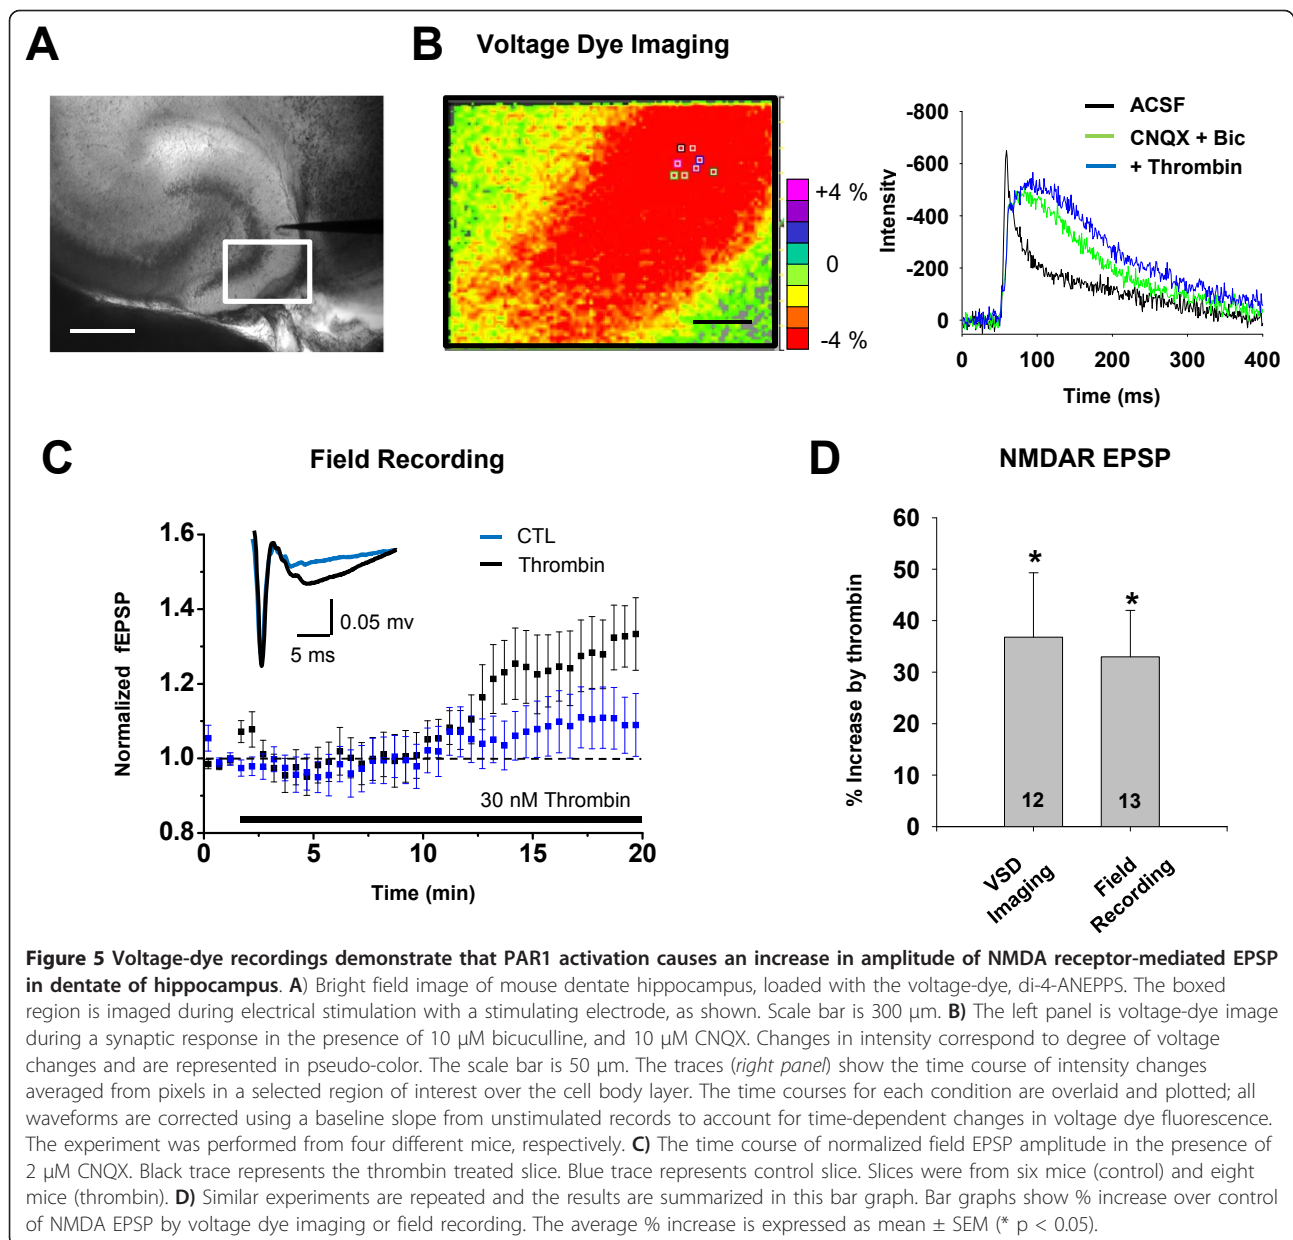 A
B Voltage Dye Imaging
+4 %
0
-4 %
ACSF
CNQX + Bic
+ Thrombin
Intensity
-800
-600
-400
-200
0
0 100 200 300 400
Time (ms)
C Field Recording
CTL
Thrombin
0.05 mv
5 ms
Normalized fEPSP
1.6
1.4
1.2
1.0
0.8
30 nM Thrombin
0 5 10 15 20
Time (min)
D NMDAR EPSP
% Increase by thrombin
60
50
40
30
20
10
0
* *
12 13
VSD
Imaging
Field
Recording
Figure 5 Voltage-dye recordings demonstrate that PAR1 activation causes an increase in amplitude of NMDA receptor-mediated EPSP
in dentate of hippocampus. A) Bright field image of mouse dentate hippocampus, loaded with the voltage-dye, di-4-ANEPPS. The boxed
region is imaged during electrical stimulation with a stimulating electrode, as shown. Scale bar is 300 μm. B) The left panel is voltage-dye image
during a synaptic response in the presence of 10 μM bicuculline, and 10 μM CNQX. Changes in intensity correspond to degree of voltage
changes and are represented in pseudo-color. The scale bar is 50 μm. The traces (right panel) show the time course of intensity changes
averaged from pixels in a selected region of interest over the cell body layer. The time courses for each condition are overlaid and plotted; all
waveforms are corrected using a baseline slope from unstimulated records to account for time-dependent changes in voltage dye fluorescence.
The experiment was performed from four different mice, respectively. C) The time course of normalized field EPSP amplitude in the presence of
2 μM CNQX. Black trace represents the thrombin treated slice. Blue trace represents control slice. Slices were from six mice (control) and eight
mice (thrombin). D) Similar experiments are repeated and the results are summarized in this bar graph. Bar graphs show % increase over control
of NMDA EPSP by voltage dye imaging or field recording. The average % increase is expressed as mean ± SEM (* p < 0.05).